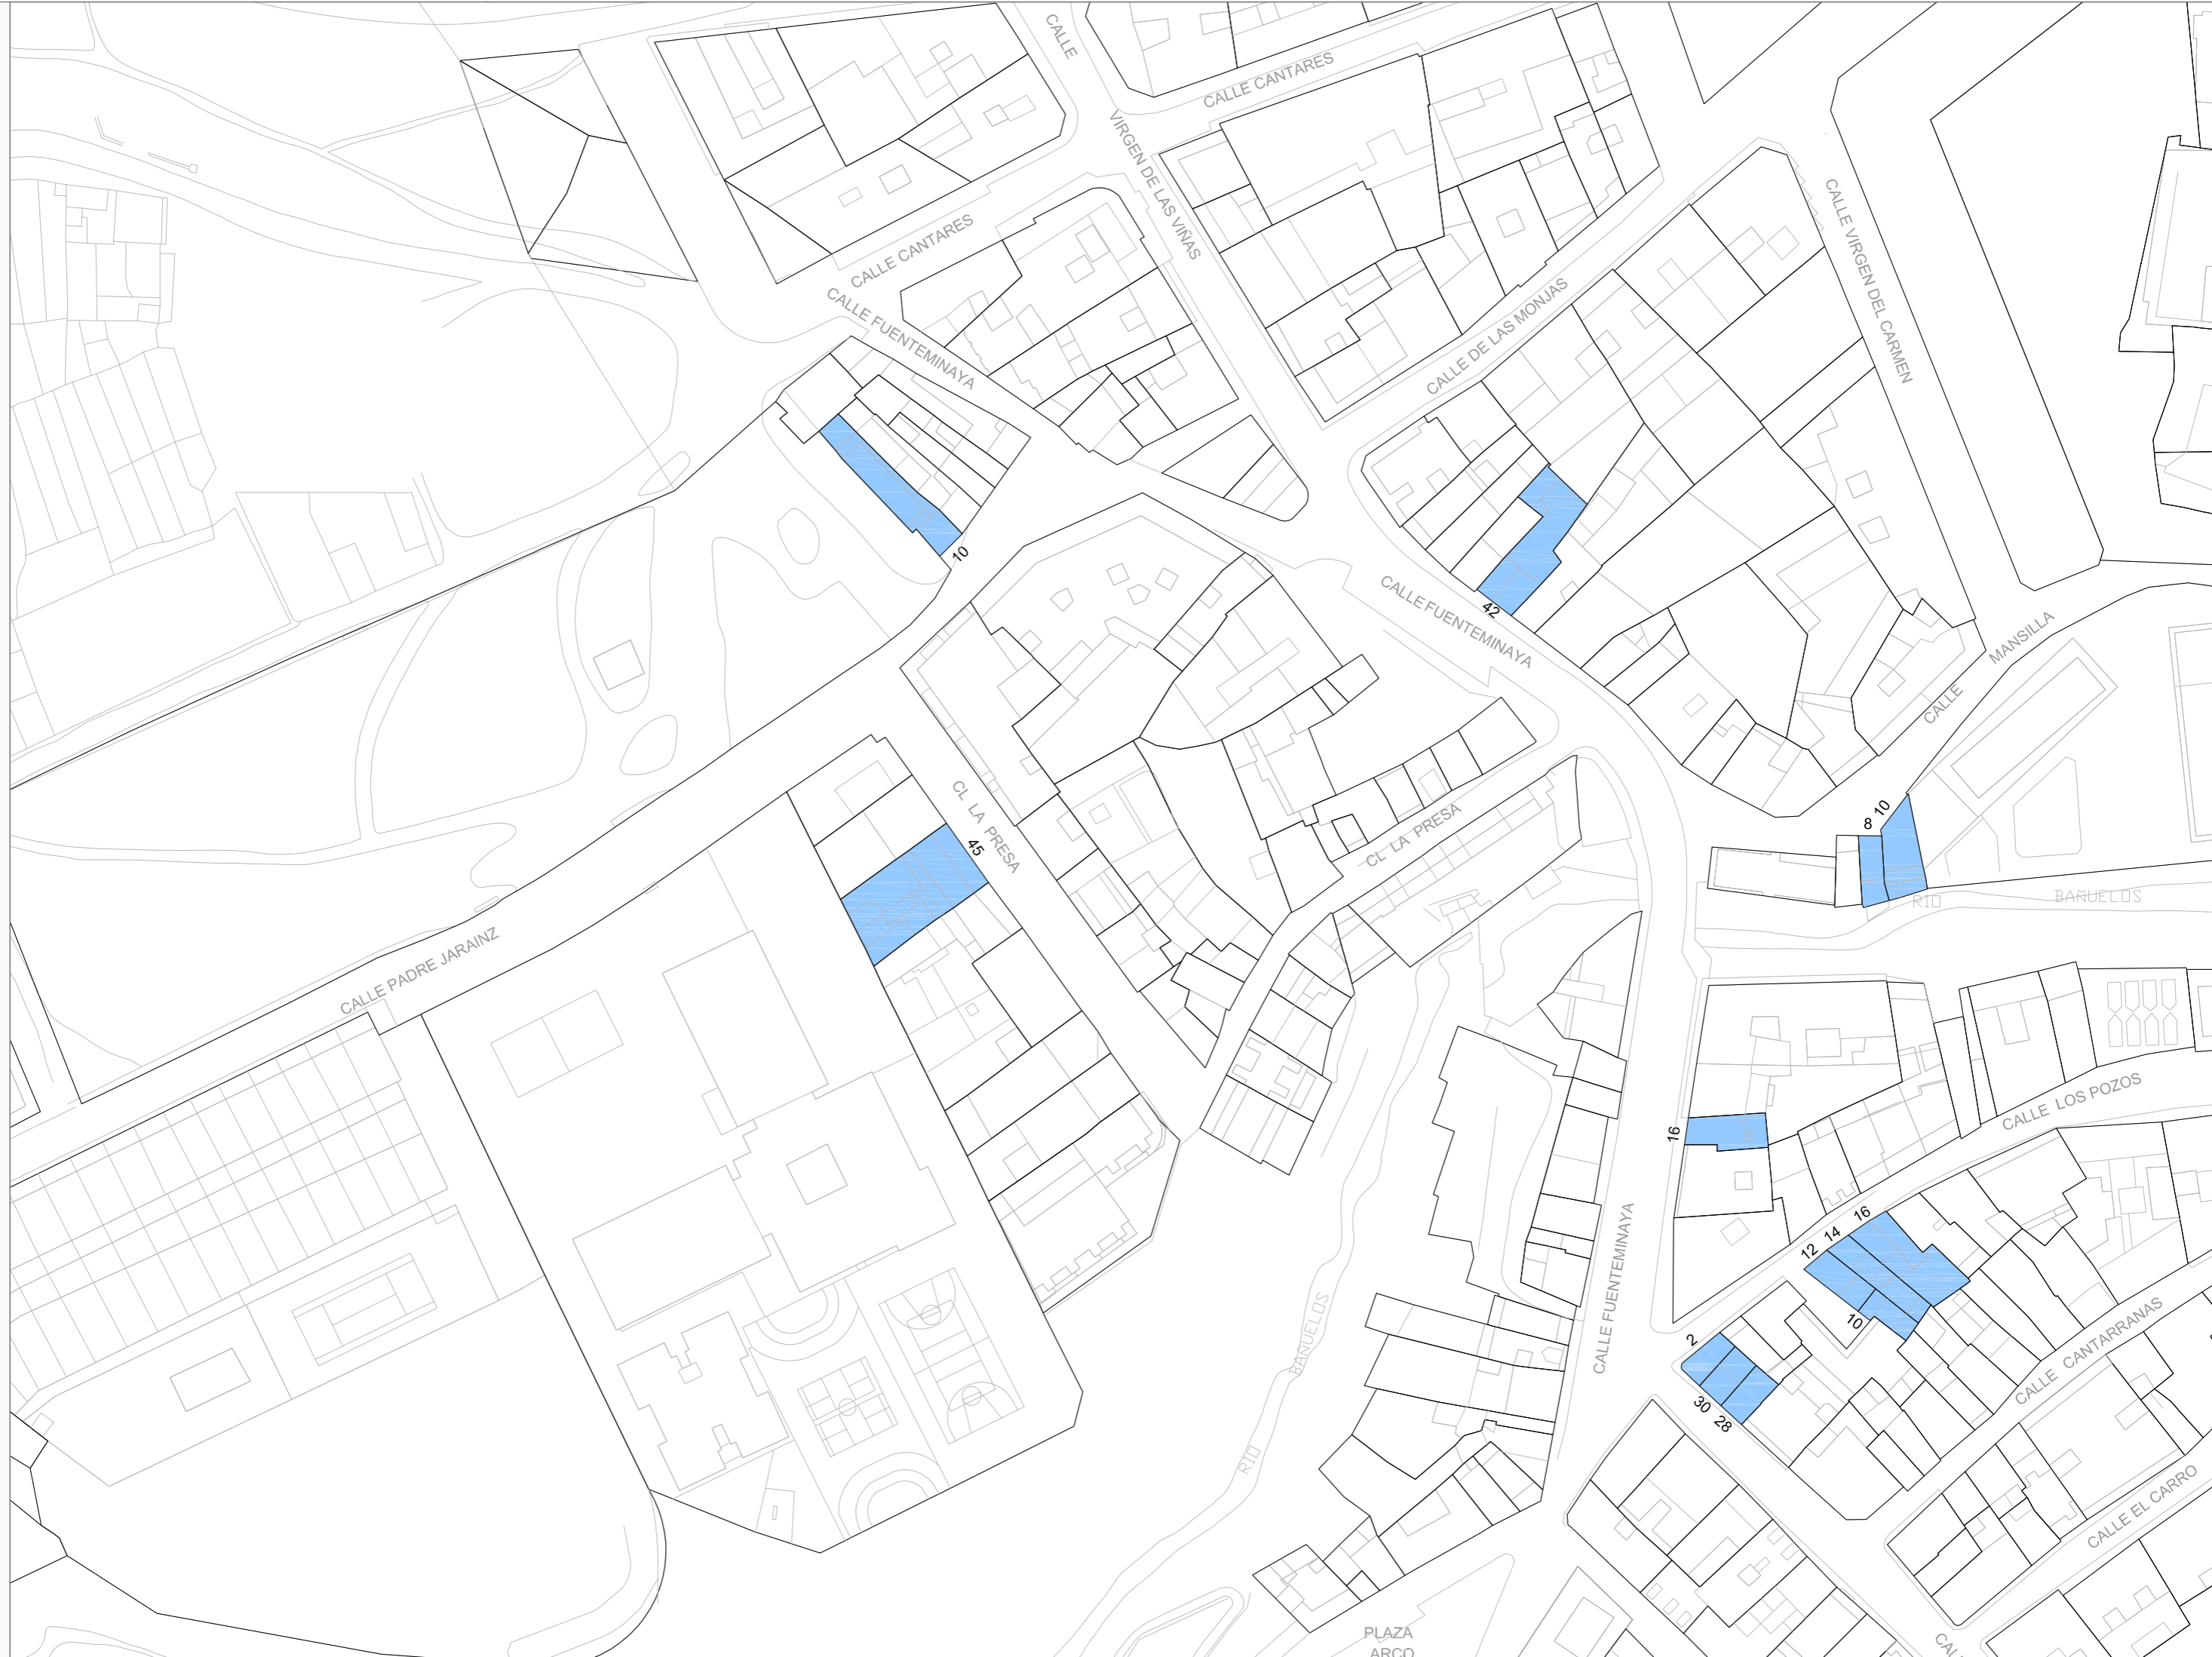 CALLE
CALLE CANTARES
VIRGEN DE LAS VIÑAS
CALLE VIRGEN DEL CARMEN
CALLE CANTARES
CALLE FUENTEMINAYA
CALLE DE LAS MONJAS
10
CALLE FUENTEMINAYA
42
MANSILLA
CALLE
CL LA PRESA
45
CL LA PRESA
8
10
RIO
BAÑUELOS
CALLE PADRE JARAINZ
CALLE LOS POZOS
16
CALLE FUENTEMINAYA
16
14
12
10
2
30
28
BAÑUELOS
RIO
CALLE CANTARRANAS
CALLE EL CARRO
PLAZA
ARCO